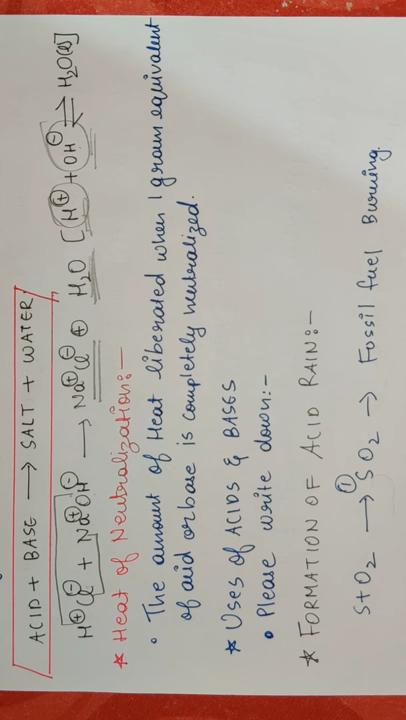 ACID + BASE → SALT + WATER
H⊕Cl⊖ + Na⊕OH⊖ → Na⊕Cl⊖ + H₂O [H⊕ + OH⊖ ⇌ H₂O(l)]
* Heat of Neutralization:-
• The amount of Heat liberated when 1 gram equivalent
of acid or base is completely neutralized.
* USES of ACIDS & BASES
• Please write down:-
* FORMATION OF ACID RAIN:-
S+O₂ → ① SO₂ → Fossil fuel Burning.